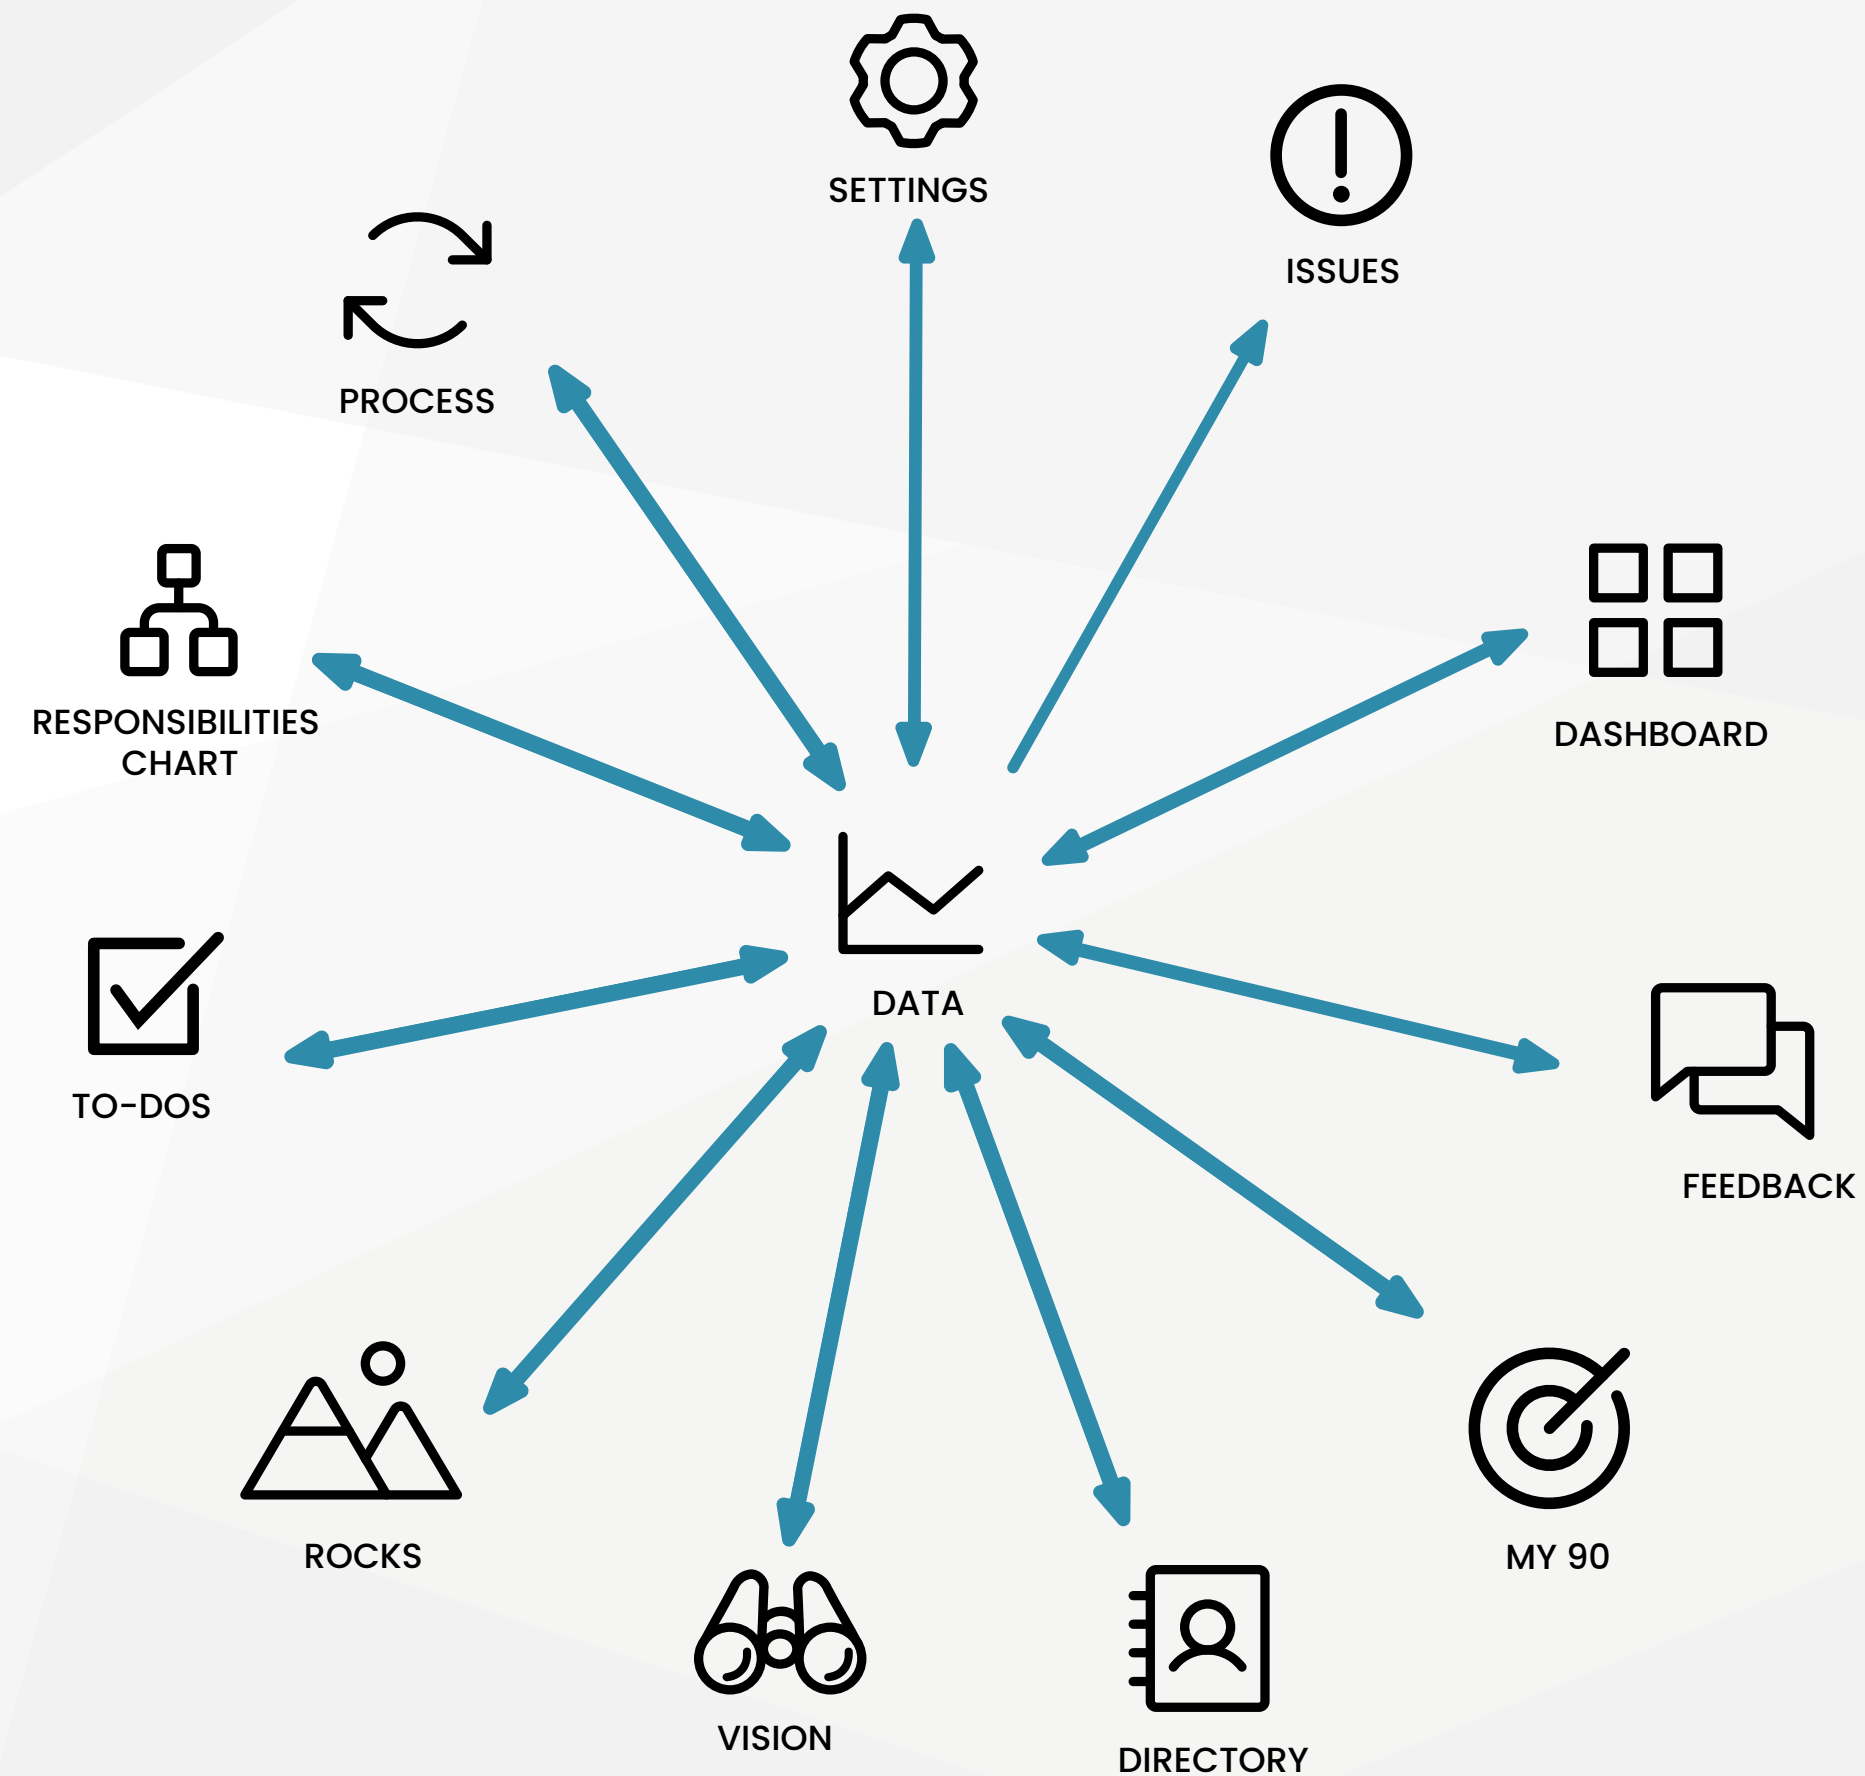 SETTINGS
ISSUES
PROCESS
RESPONSIBILITIES
CHART
DASHBOARD
DATA
TO-DOS
FEEDBACK
ROCKS
MY 90
VISION
DIRECTORY